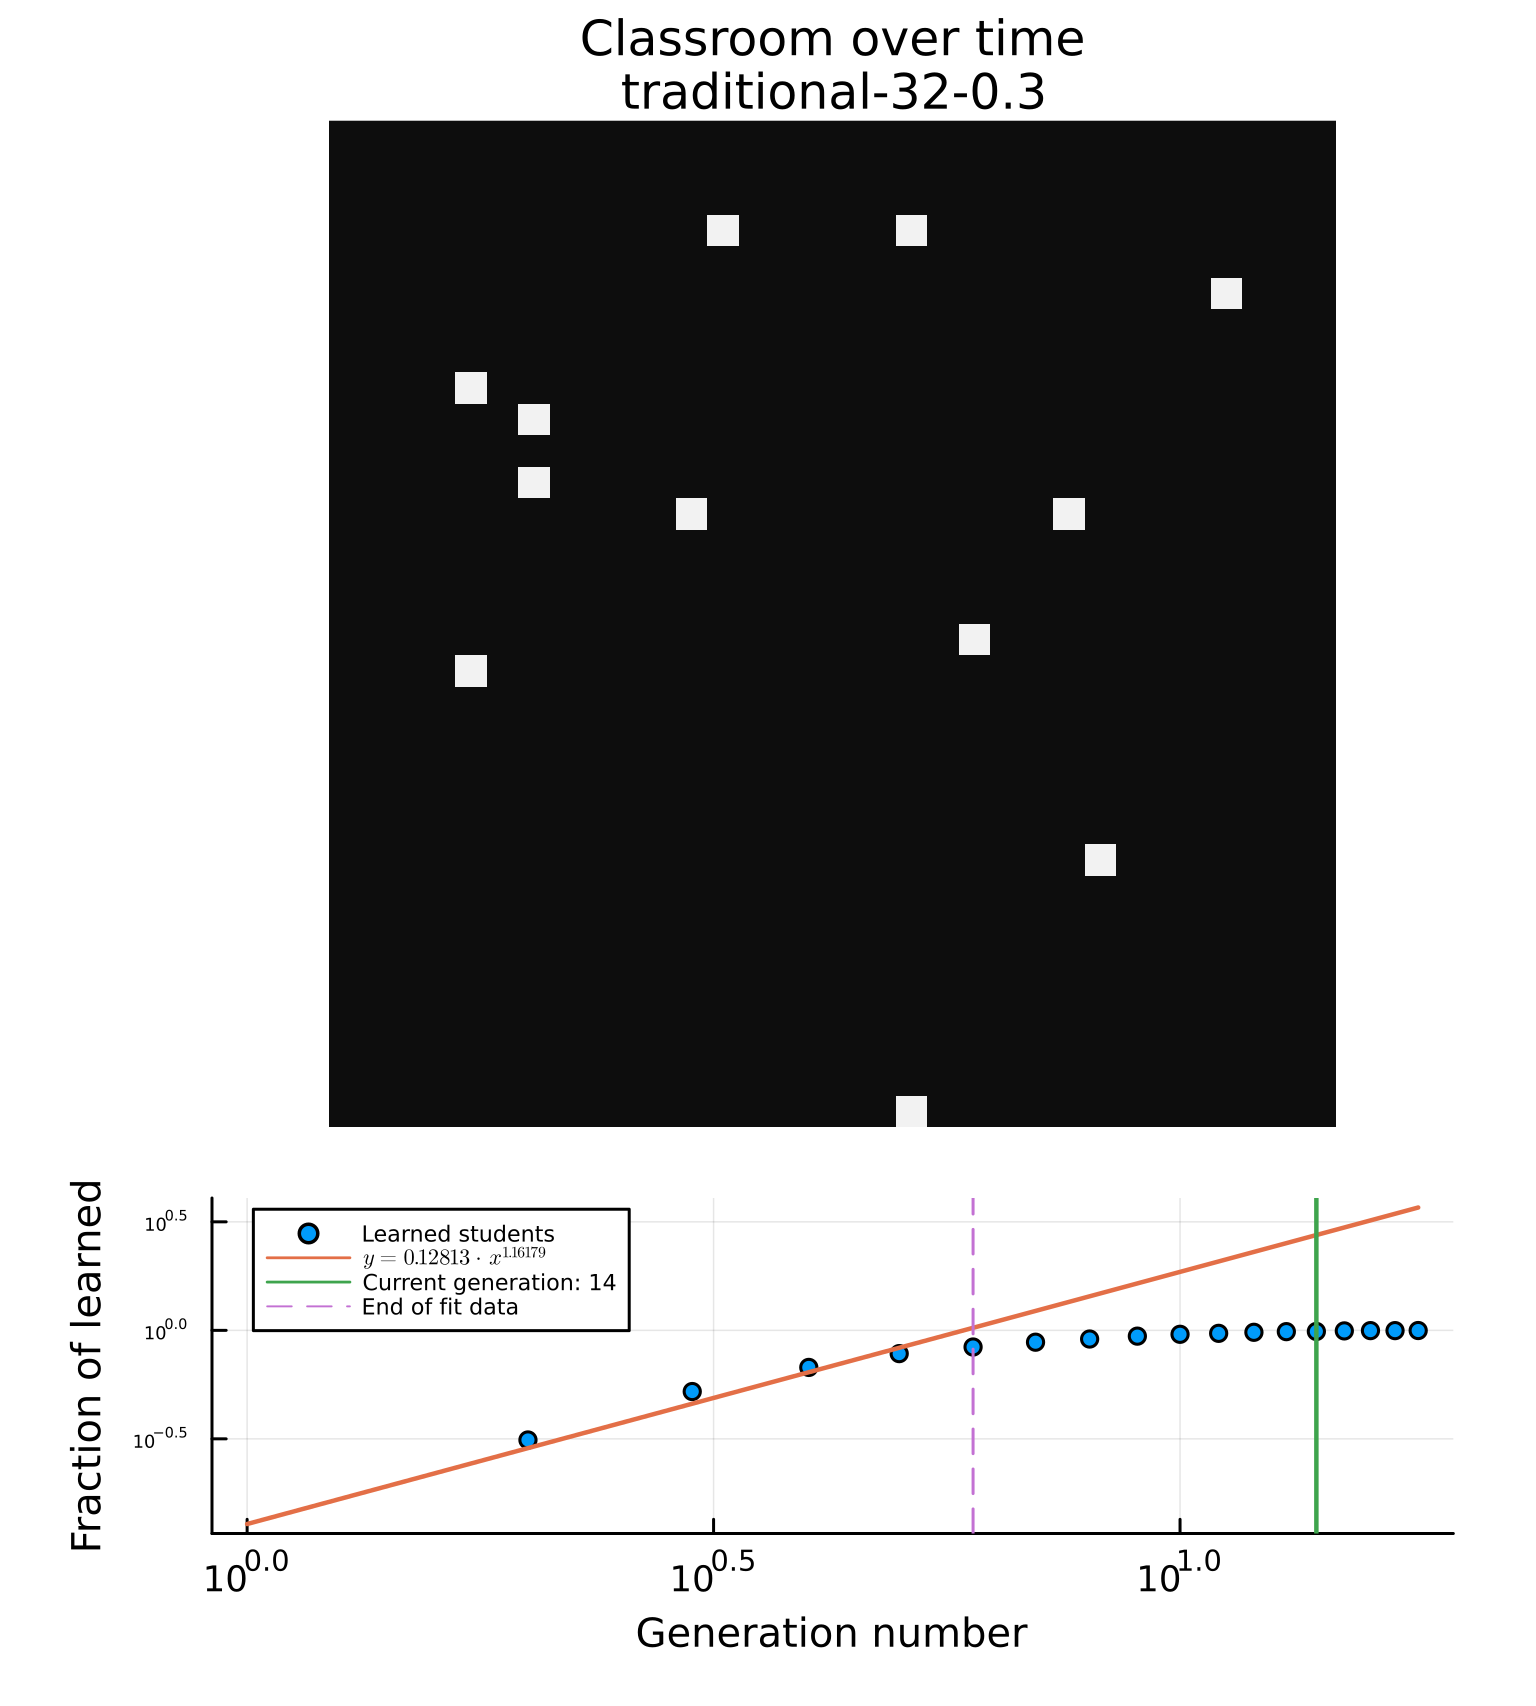 Classroom over time
traditional-32-0.3
Fraction of learned
10^0.5
10^0.0
10^−0.5
Learned students
y = 0.12813 · x^1.16179
Current generation: 14
End of fit data
10^0.0 10^0.5 10^1.0
Generation number